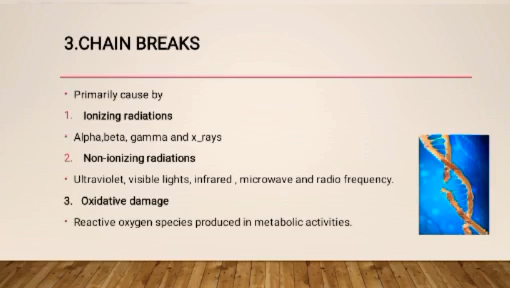 3.CHAIN BREAKS
• Primarily cause by
1. Ionizing radiations
• Alpha,beta, gamma and x_rays
2. Non-ionizing radiations
• Ultraviolet, visible lights, infrared , microwave and radio frequency.
3. Oxidative damage
• Reactive oxygen species produced in metabolic activities.